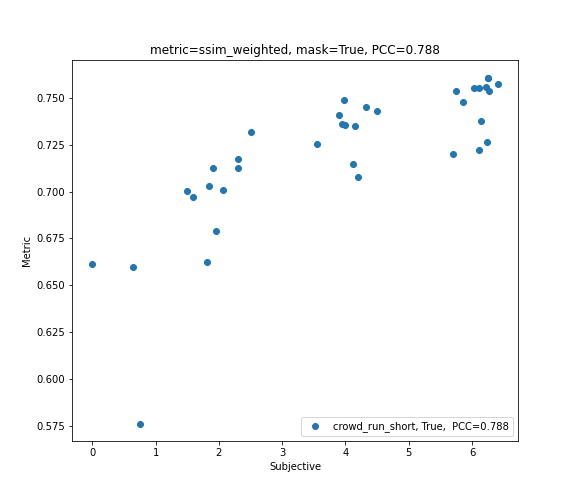 metric=ssim_weighted, mask=True, PCC=0.788
Metric
0.750
0.725
0.700
0.675
0.650
0.625
0.600
0.575
crowd_run_short, True,  PCC=0.788
0 1 2 3 4 5 6
Subjective